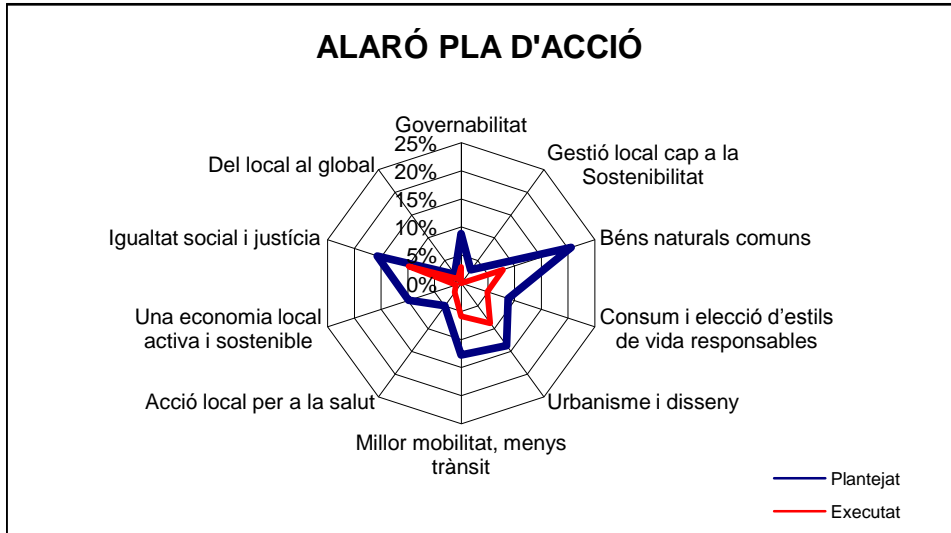 ALARÓ PLA D'ACCIÓ
Governabilitat
25%
20%
15%
10%
5%
0%
Gestió local cap a la
Sostenibilitat
Béns naturals comuns
Consum i elecció d’estils
de vida responsables
Urbanisme i disseny
Millor mobilitat, menys
trànsit
Acció local per a la salut
Una economia local
activa i sostenible
Igualtat social i justícia
Del local al global
Plantejat
Executat